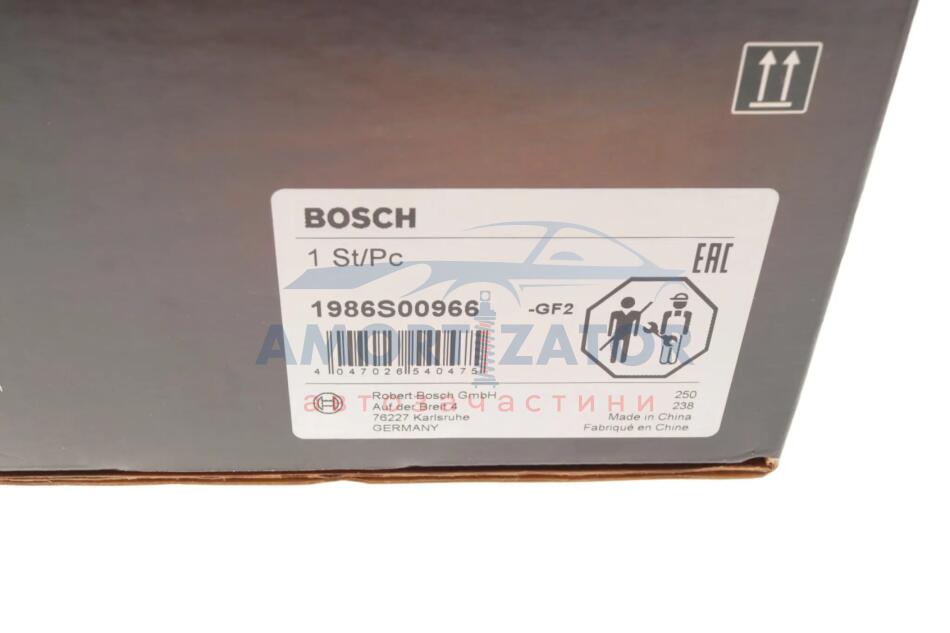 BOSCH
1 St/Pc
EAC
1986S00966 -GF2
AMORTIZATOR
4 047026 540475
автозапчастини
Robert Bosch GmbH
Auf der Breit 4
76227 Karlsruhe
GERMANY
250
238
Made in China
Fabriqué en Chine